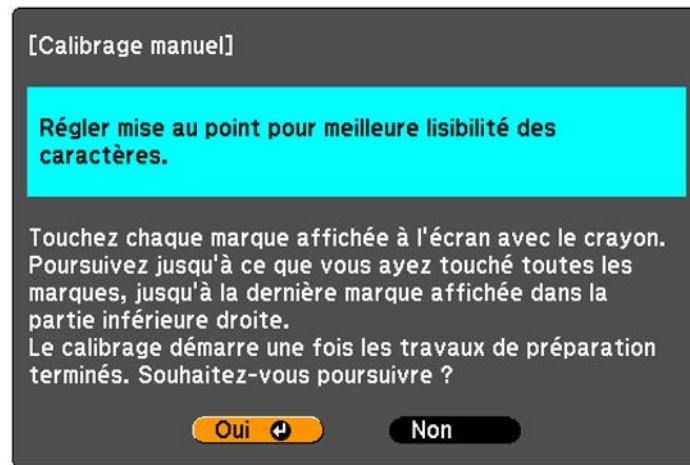 [Calibrage manuel]
Régler mise au point pour meilleure lisibilité des
caractères.
Touchez chaque marque affichée à l'écran avec le crayon.
Poursuivez jusqu'à ce que vous ayez touché toutes les
marques, jusqu'à la dernière marque affichée dans la
partie inférieure droite.
Le calibrage démarre une fois les travaux de préparation
terminés. Souhaitez-vous poursuivre ?
Oui Non